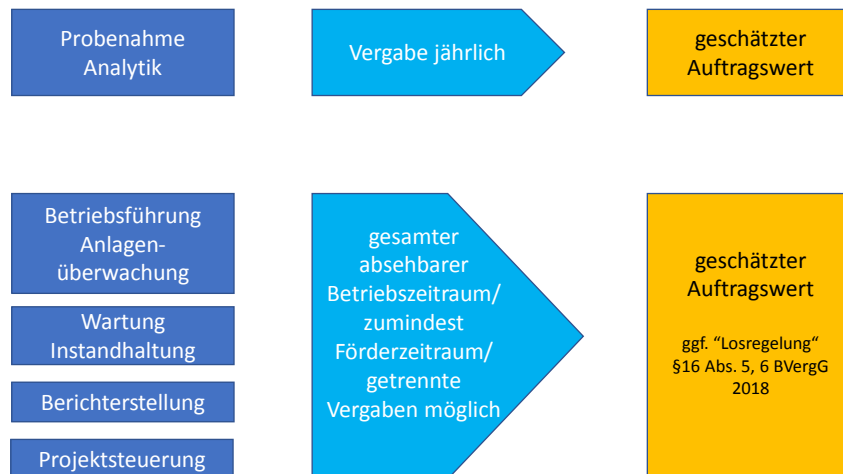 Probenahme
Analytik
Vergabe jährlich
geschätzter
Auftragswert
Betriebsführung
Anlagen-
überwachung
Wartung
Instandhaltung
Berichterstellung
Projektsteuerung
gesamter
absehbarer
Betriebszeitraum/
zumindest
Förderzeitraum/
getrennte
Vergaben möglich
geschätzter
Auftragswert
ggf. “Losregelung“
§16 Abs. 5, 6 BVergG
2018